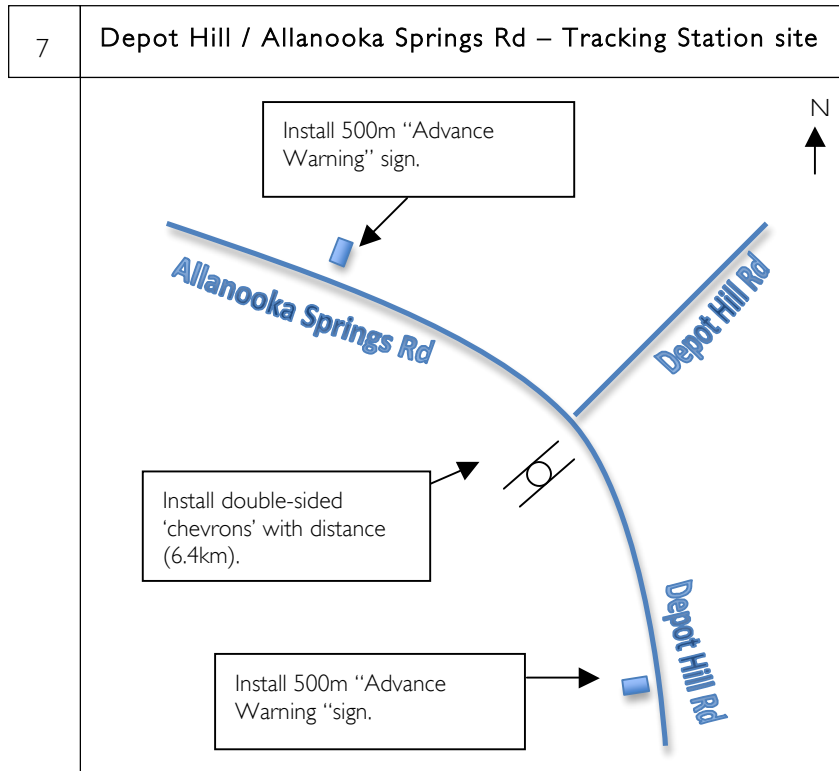 7
Depot Hill / Allanooka Springs Rd – Tracking Station site
N
Install 500m “Advance
Warning” sign.
Allanooka Springs Rd
Depot Hill Rd
Install double-sided
‘chevrons’ with distance
(6.4km).
Depot Hill Rd
Install 500m “Advance
Warning “sign.